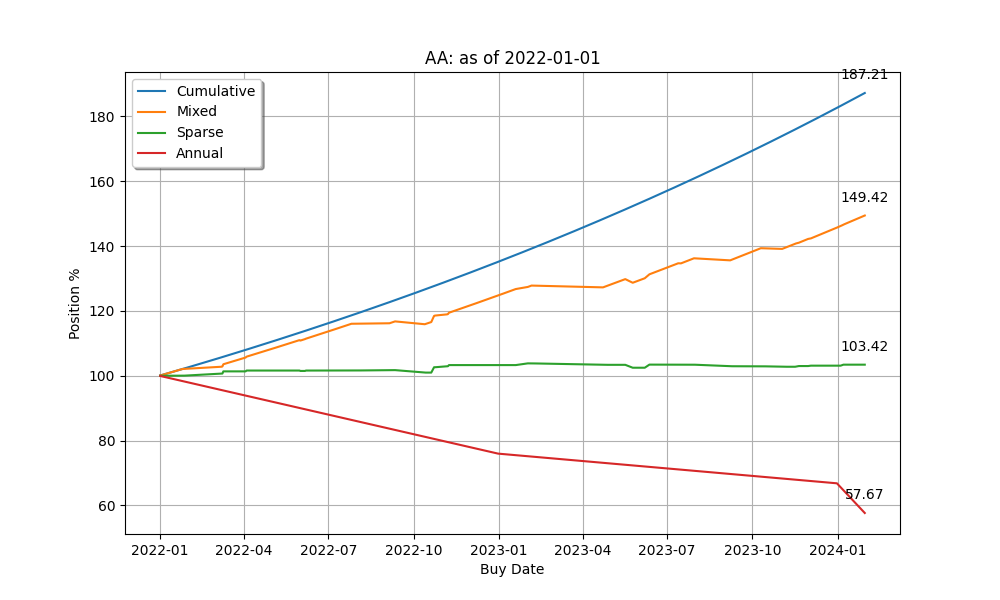 AA: as of 2022-01-01
187.21
Cumulative
Mixed
Sparse
Annual
180
160
149.42
140
120
103.42
100
80
57.67
60
Position %
2022-01
2022-04
2022-07
2022-10
2023-01
2023-04
2023-07
2023-10
2024-01
Buy Date